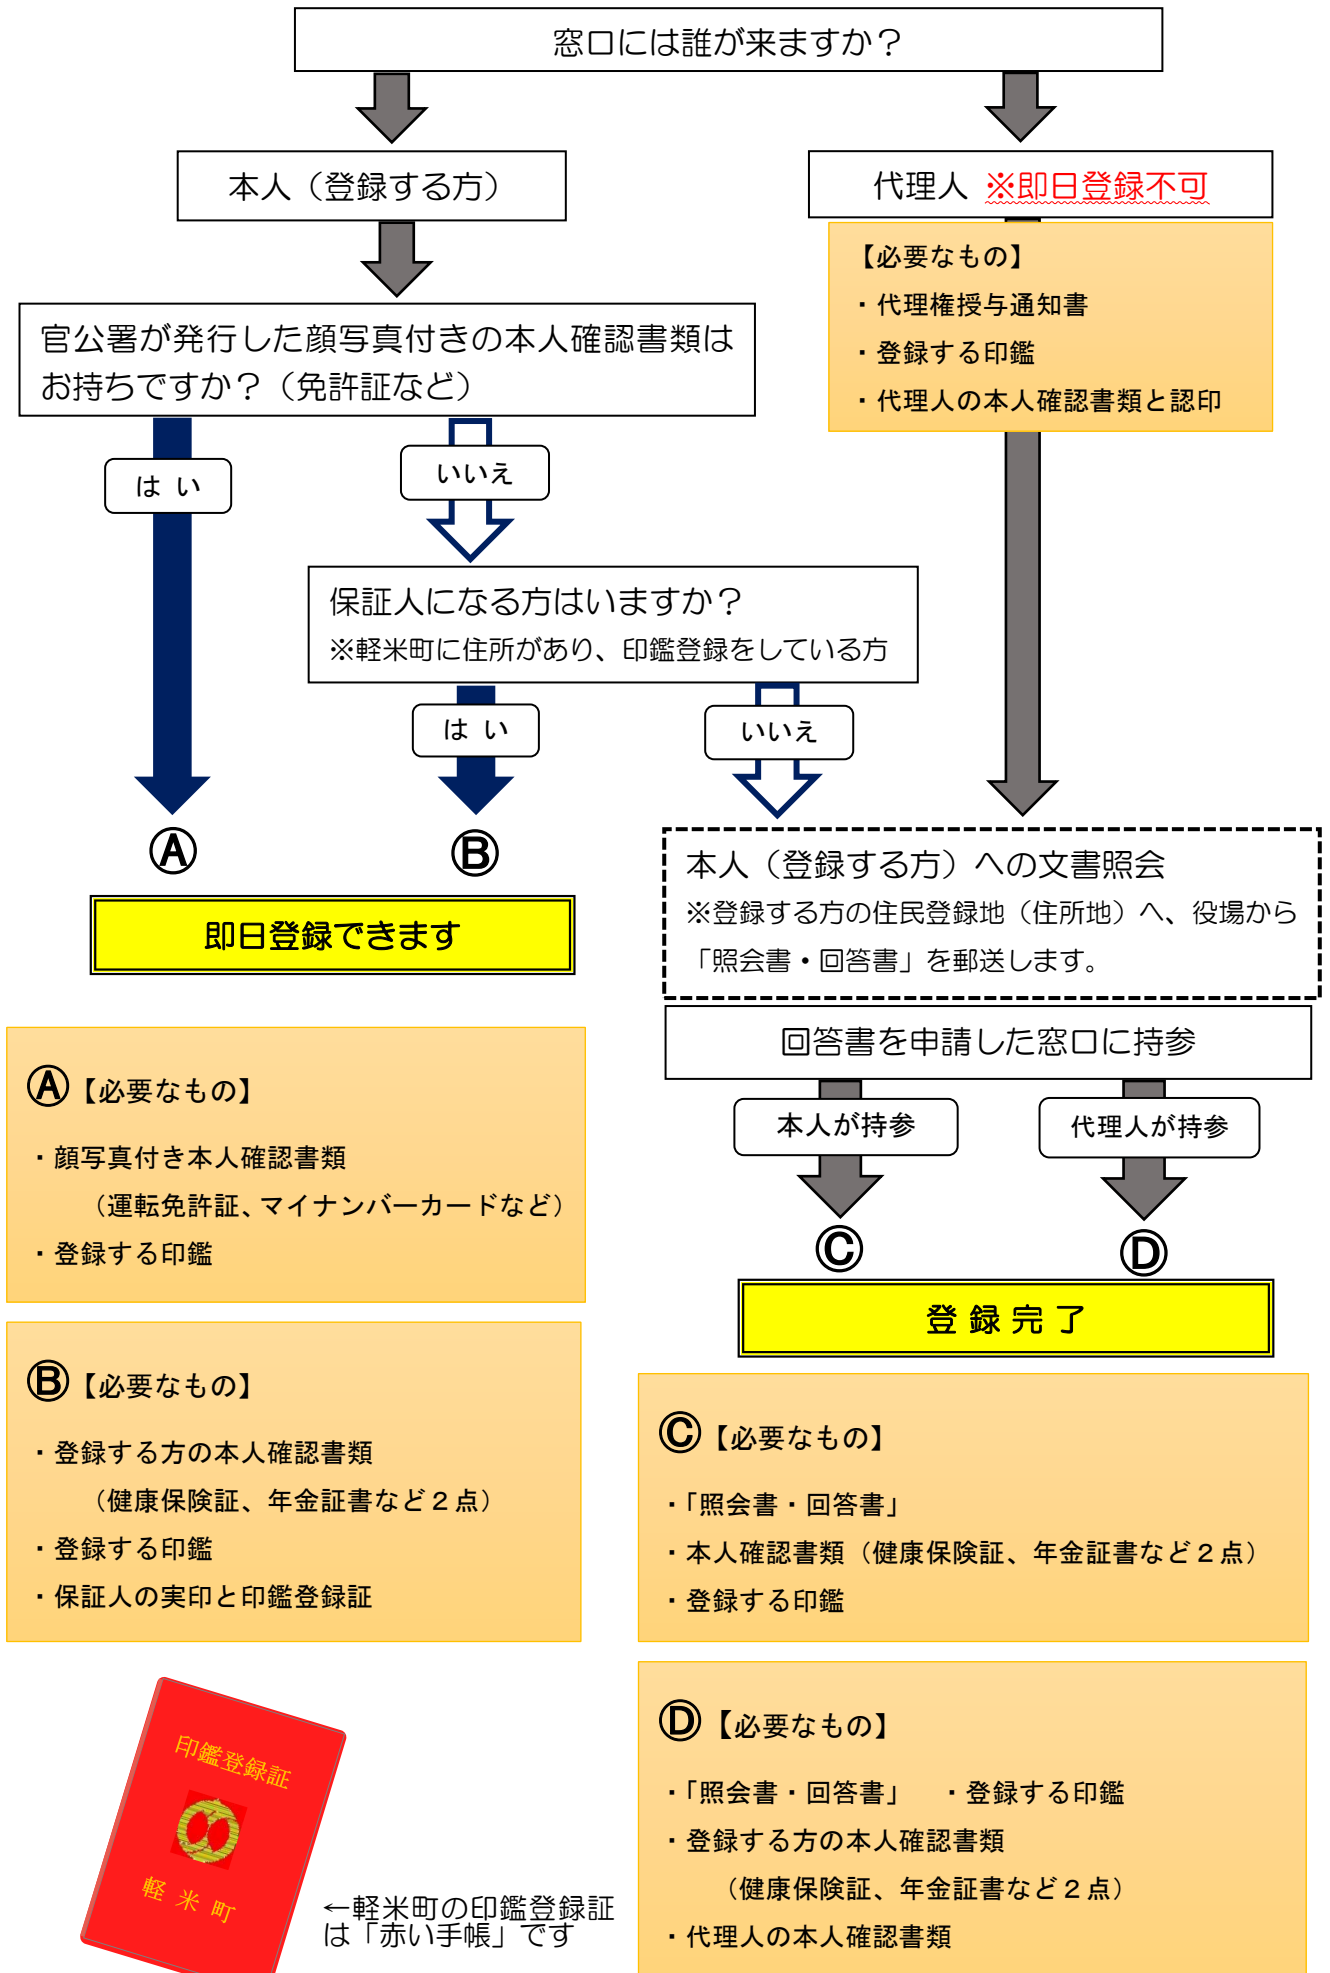 窓口には誰が来ますか？
本人（登録する方）
代理人 ※即日登録不可
【必要なもの】
・代理権授与通知書
・登録する印鑑
・代理人の本人確認書類と認印
官公署が発行した顔写真付きの本人確認書類は
お持ちですか？（免許証など）
は い
いいえ
保証人になる方はいますか？
※軽米町に住所があり、印鑑登録をしている方
は い
いいえ
Ⓐ
Ⓑ
即日登録できます
本人（登録する方）への文書照会
※登録する方の住民登録地（住所地）へ、役場から
「照会書・回答書」を郵送します。
回答書を申請した窓口に持参
本人が持参
代理人が持参
Ⓒ
Ⓓ
登 録 完 了
Ⓐ【必要なもの】
・顔写真付き本人確認書類
（運転免許証、マイナンバーカードなど）
・登録する印鑑
Ⓑ【必要なもの】
・登録する方の本人確認書類
（健康保険証、年金証書など２点）
・登録する印鑑
・保証人の実印と印鑑登録証
Ⓒ【必要なもの】
・「照会書・回答書」
・本人確認書類（健康保険証、年金証書など２点）
・登録する印鑑
Ⓓ【必要なもの】
・「照会書・回答書」 ・登録する印鑑
・登録する方の本人確認書類
（健康保険証、年金証書など２点）
・代理人の本人確認書類
印鑑登録証
軽 米 町
←軽米町の印鑑登録証
は「赤い手帳」です